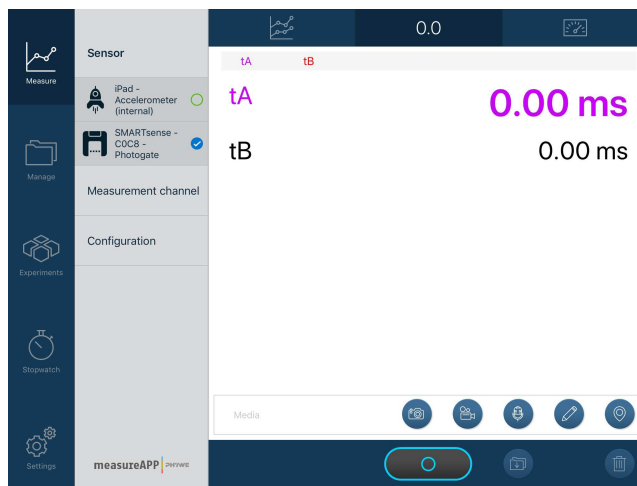 Measure
Manage
Experiments
Stopwatch
Settings
Sensor
iPad -
Accelerometer
(internal)
SMARTsense -
C0C8 -
Photogate
Measurement channel
Configuration
measureAPP PHYWE
0.0
tA tB
tA 0.00 ms
tB 0.00 ms
Media